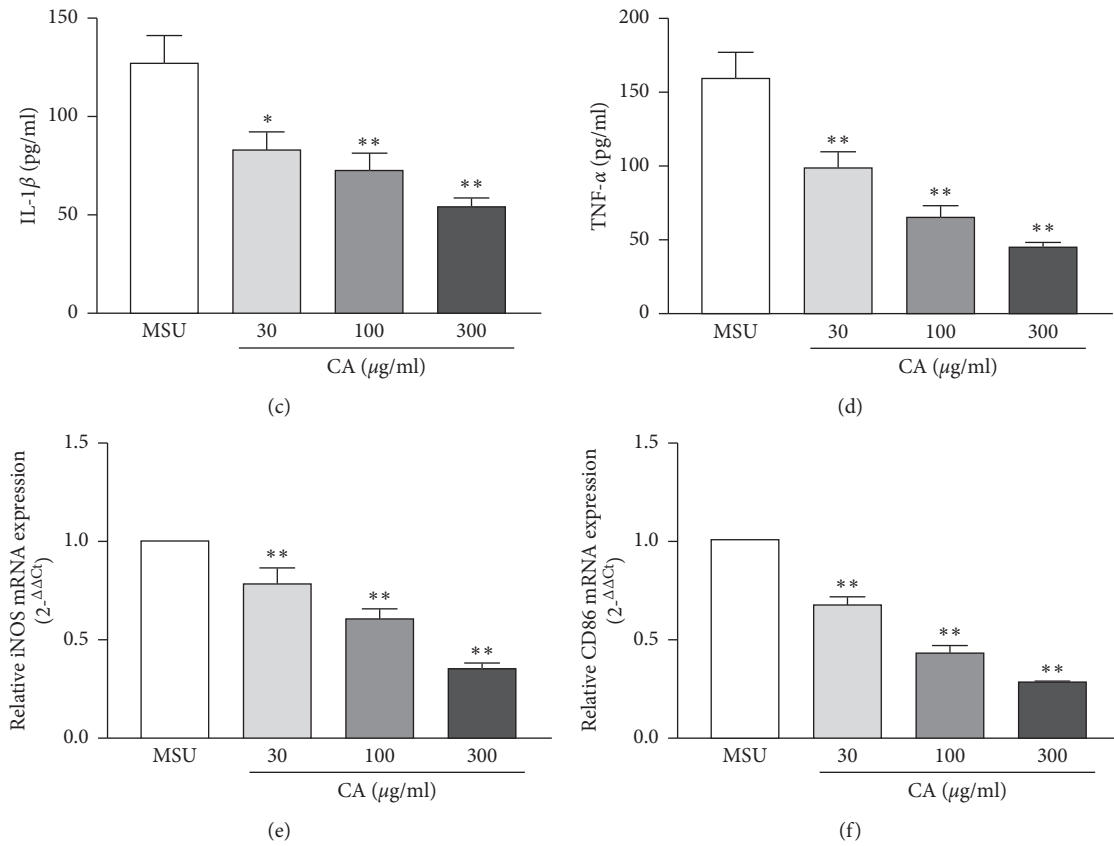 150
100
50
0
IL-1β (pg/ml)
*
**
**
MSU
30
100
300
CA (µg/ml)
(c)
200
150
100
50
0
TNF-α (pg/ml)
**
**
**
MSU
30
100
300
CA (µg/ml)
(d)
1.5
1.0
0.5
0.0
Relative iNOS mRNA expression
(2-ΔΔCt)
**
**
**
MSU
30
100
300
CA (µg/ml)
(e)
1.5
1.0
0.5
0.0
Relative CD86 mRNA expression
(2-ΔΔCt)
**
**
**
MSU
30
100
300
CA (µg/ml)
(f)